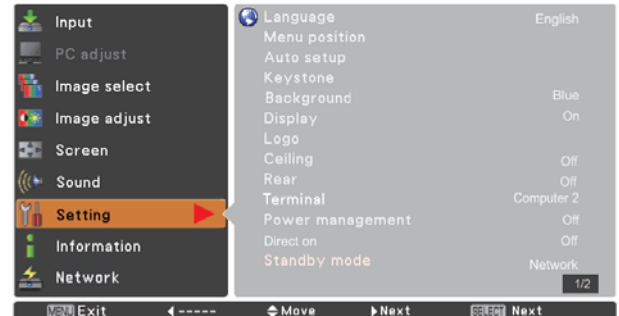 Input
PC adjust
Image select
Image adjust
Screen
Sound
Setting
Information
Network
Language English
Menu position
Auto setup
Keystone
Background Blue
Display On
Logo
Ceiling Off
Rear Off
Terminal Computer 2
Power management Off
Direct on Off
Standby mode Network
1/2
MENU Exit ----- Move Next SELECT Next